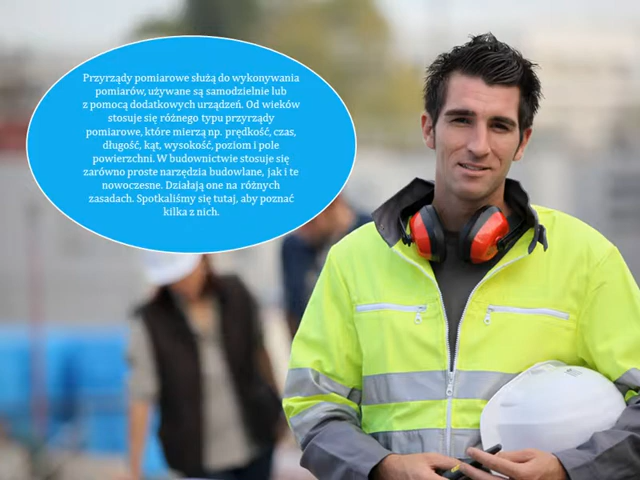 Przyrządy pomiarowe służą do wykonywania
pomiarów, używane są samodzielnie lub
z pomocą dodatkowych urządzeń. Od wieków
stosuje się różnego typu przyrządy
pomiarowe, które mierzą np. prędkość, czas,
długość, kąt, wysokość, poziom i pole
powierzchni. W budownictwie stosuje się
zarówno proste narzędzia budowlane, jak i te
nowoczesne. Działają one na różnych
zasadach. Spotkaliśmy się tutaj, aby poznać
kilka z nich.